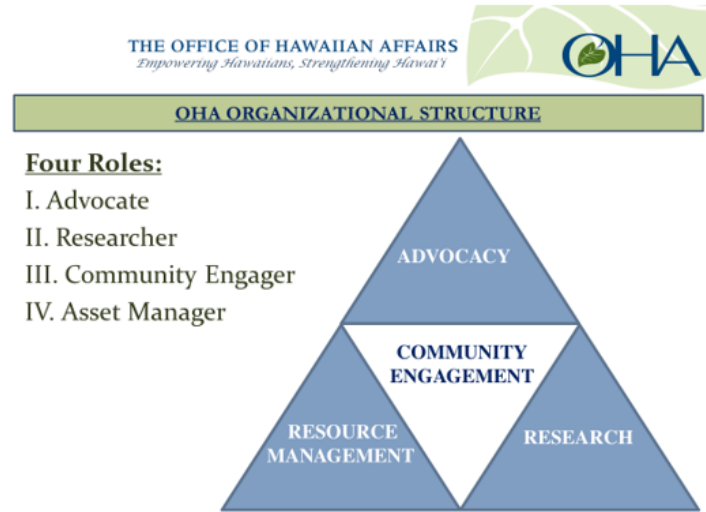 THE OFFICE OF HAWAIIAN AFFAIRS
Empowering Hawaiians, Strengthening Hawai'i
OHA
OHA ORGANIZATIONAL STRUCTURE
Four Roles:
I. Advocate
II. Researcher
III. Community Engager
IV. Asset Manager
ADVOCACY
COMMUNITY
ENGAGEMENT
RESOURCE
MANAGEMENT
RESEARCH